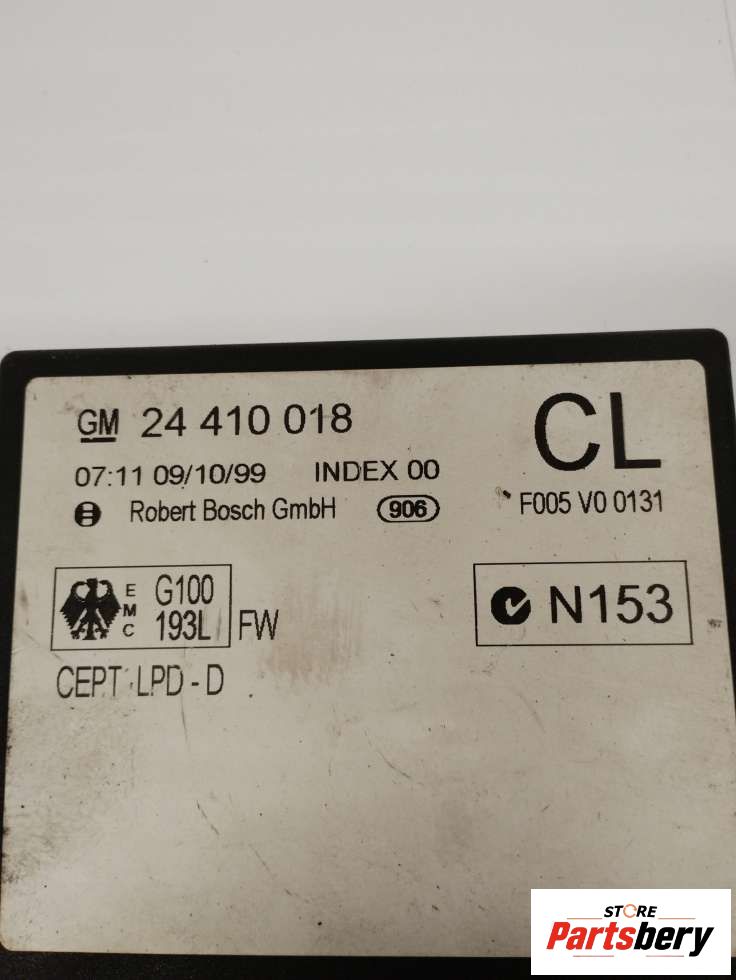 GM 24 410 018
CL
07:11 09/10/99 INDEX 00
Robert Bosch GmbH 906
F005 V0 0131
E M C
G100
193L
FW
N153
CEPT LPD - D
STORE
Partsbery